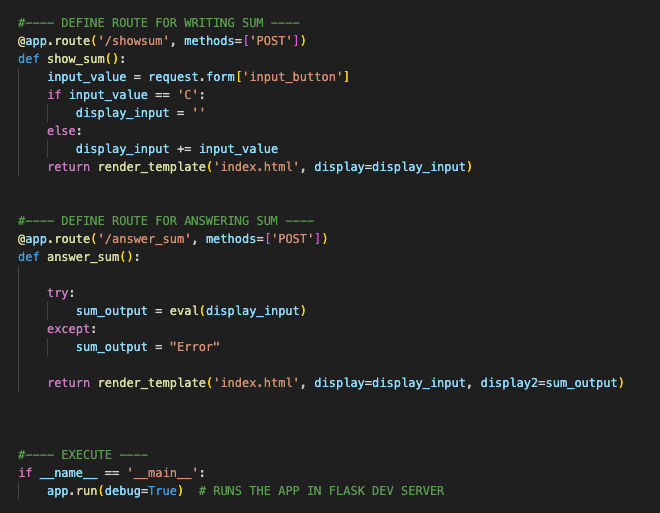 #---- DEFINE ROUTE FOR WRITING SUM ----
@app.route('/showsum', methods=['POST'])
def show_sum():
    input_value = request.form['input_button']
    if input_value == 'C':
        display_input = ''
    else:
        display_input += input_value
    return render_template('index.html', display=display_input)
#---- DEFINE ROUTE FOR ANSWERING SUM ----
@app.route('/answer_sum', methods=['POST'])
def answer_sum():
    try:
        sum_output = eval(display_input)
    except:
        sum_output = "Error"
    return render_template('index.html', display=display_input, display2=sum_output)
#---- EXECUTE ----
if __name__ == '__main__':
    app.run(debug=True)  # RUNS THE APP IN FLASK DEV SERVER